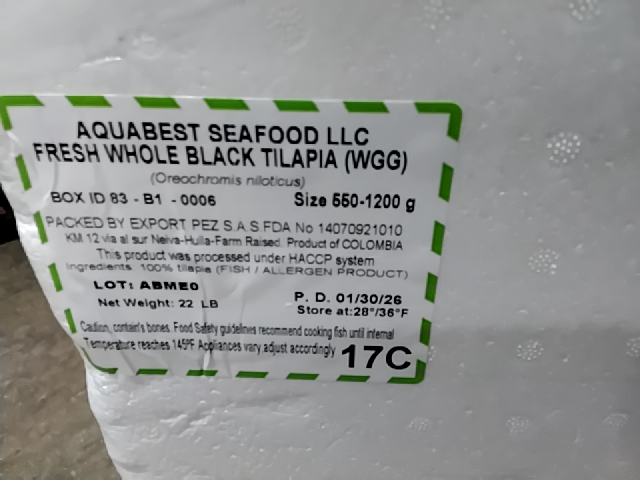 AQUABEST SEAFOOD LLC
FRESH WHOLE BLACK TILAPIA (WGG)
(Oreochromis niloticus)
BOX ID 83 - B1 - 0006 Size 550-1200 g
PACKED BY EXPORT PEZ S.A.S FDA No 14070921010
KM 12 via al sur Neiva-Huila-Farm Raised. Product of COLOMBIA
This product was processed under HACCP system
Ingredients: 100% tilapia (FISH / ALLERGEN PRODUCT)
LOT: ABME0 P. D. 01/30/26
Net Weight: 22 LB Store at:28°/36°F
Caution, contain's bones. Food Safety guidelines recommend cooking fish until internal
Temperature reaches 145ºF Appliances vary,adjust accordingly 17C